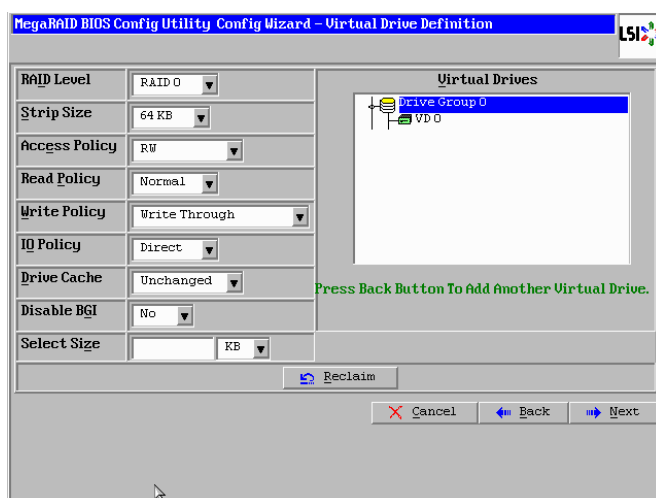 MegaRAID BIOS Config Utility Config Wizard – Virtual Drive Definition
LSI
RAID Level
RAID 0
Strip Size
64 KB
Access Policy
RW
Read Policy
Normal
Write Policy
Write Through
IO Policy
Direct
Drive Cache
Unchanged
Disable BGI
No
Select Size
KB
Virtual Drives
Drive Group 0
VD 0
Press Back Button To Add Another Virtual Drive.
Reclaim
Cancel
Back
Next